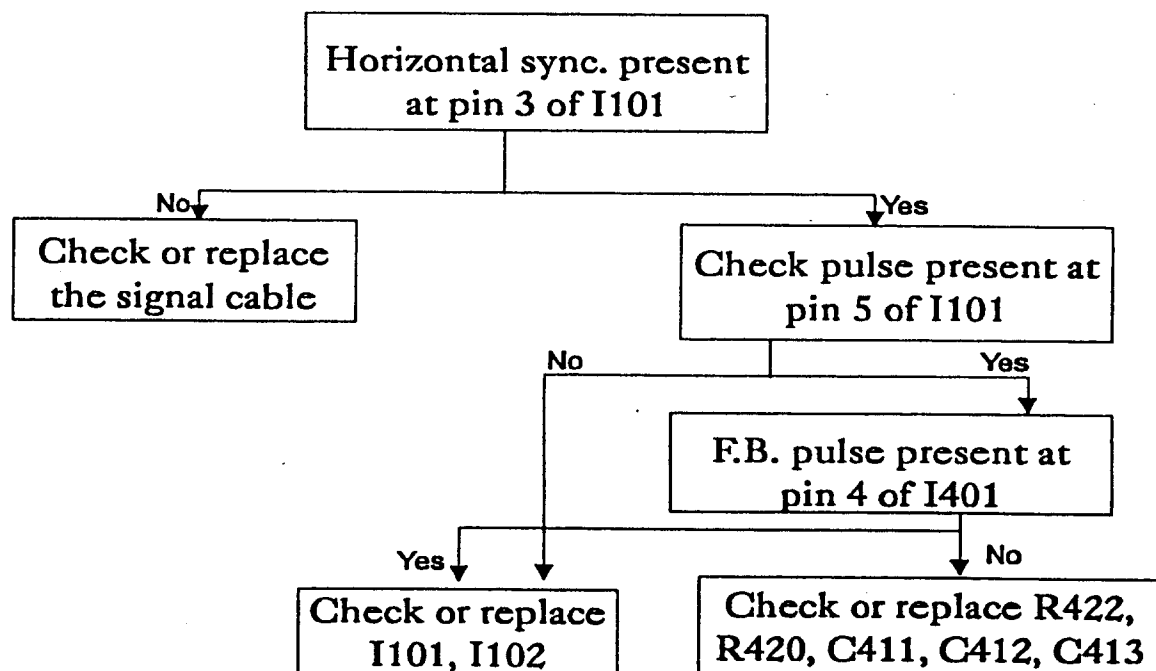 Horizontal sync. present
at pin 3 of I101
No
Yes
Check or replace
the signal cable
Check pulse present at
pin 5 of I101
No
Yes
F.B. pulse present at
pin 4 of I401
Yes
No
Check or replace
I101, I102
Check or replace R422,
R420, C411, C412, C413